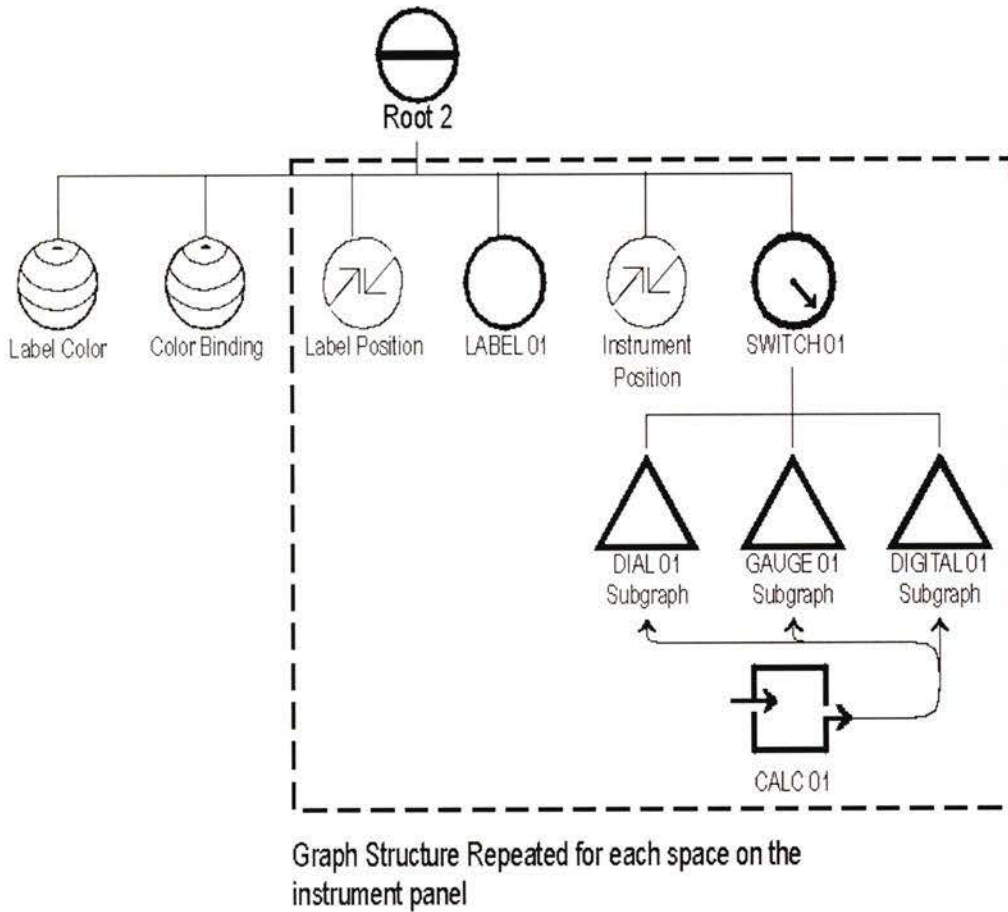 Root 2
Label Color
Color Binding
Label Position
LABEL 01
Instrument
Position
SWITCH 01
DIAL 01
Subgraph
GAUGE 01
Subgraph
DIGITAL 01
Subgraph
CALC 01
Graph Structure Repeated for each space on the
instrument panel